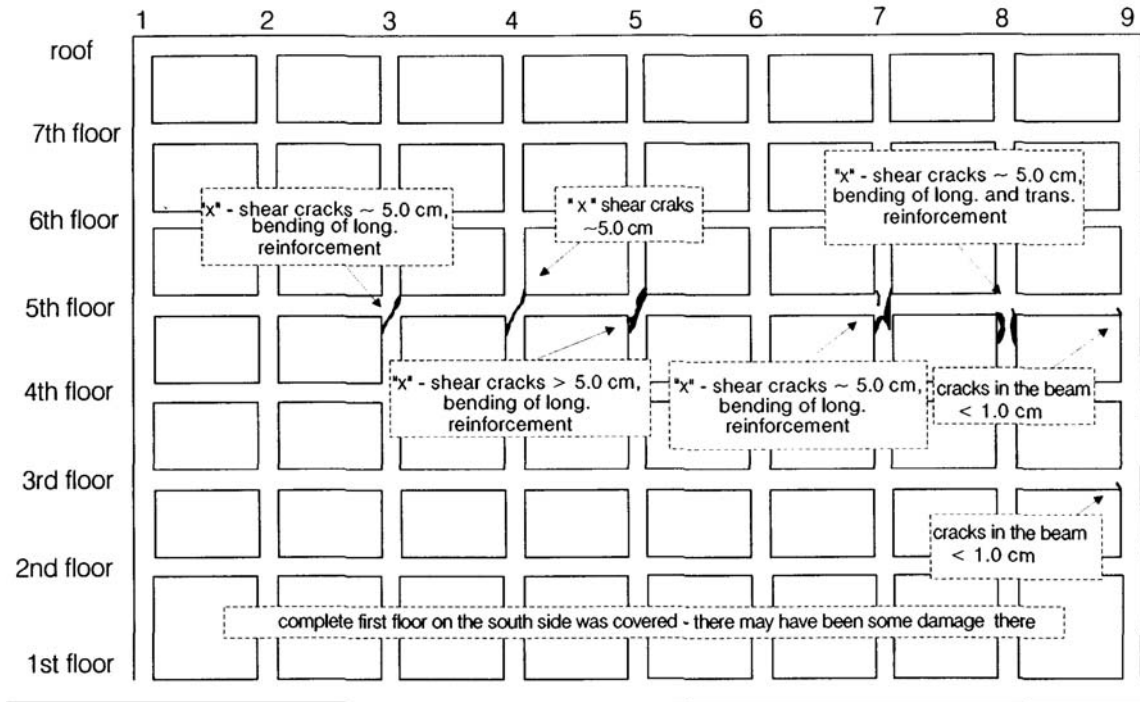 1 2 3 4 5 6 7 8 9
roof
7th floor
6th floor
5th floor
4th floor
3rd floor
2nd floor
1st floor
"x" - shear cracks ~ 5.0 cm,
bending of long.
reinforcement
"x" shear craks
~5.0 cm
"x" - shear cracks ~ 5.0 cm,
bending of long. and trans.
reinforcement
"x" - shear cracks > 5.0 cm,
bending of long.
reinforcement
"x" - shear cracks ~ 5.0 cm,
bending of long.
reinforcement
cracks in the beam
< 1.0 cm
cracks in the beam
< 1.0 cm
complete first floor on the south side was covered - there may have been some damage there